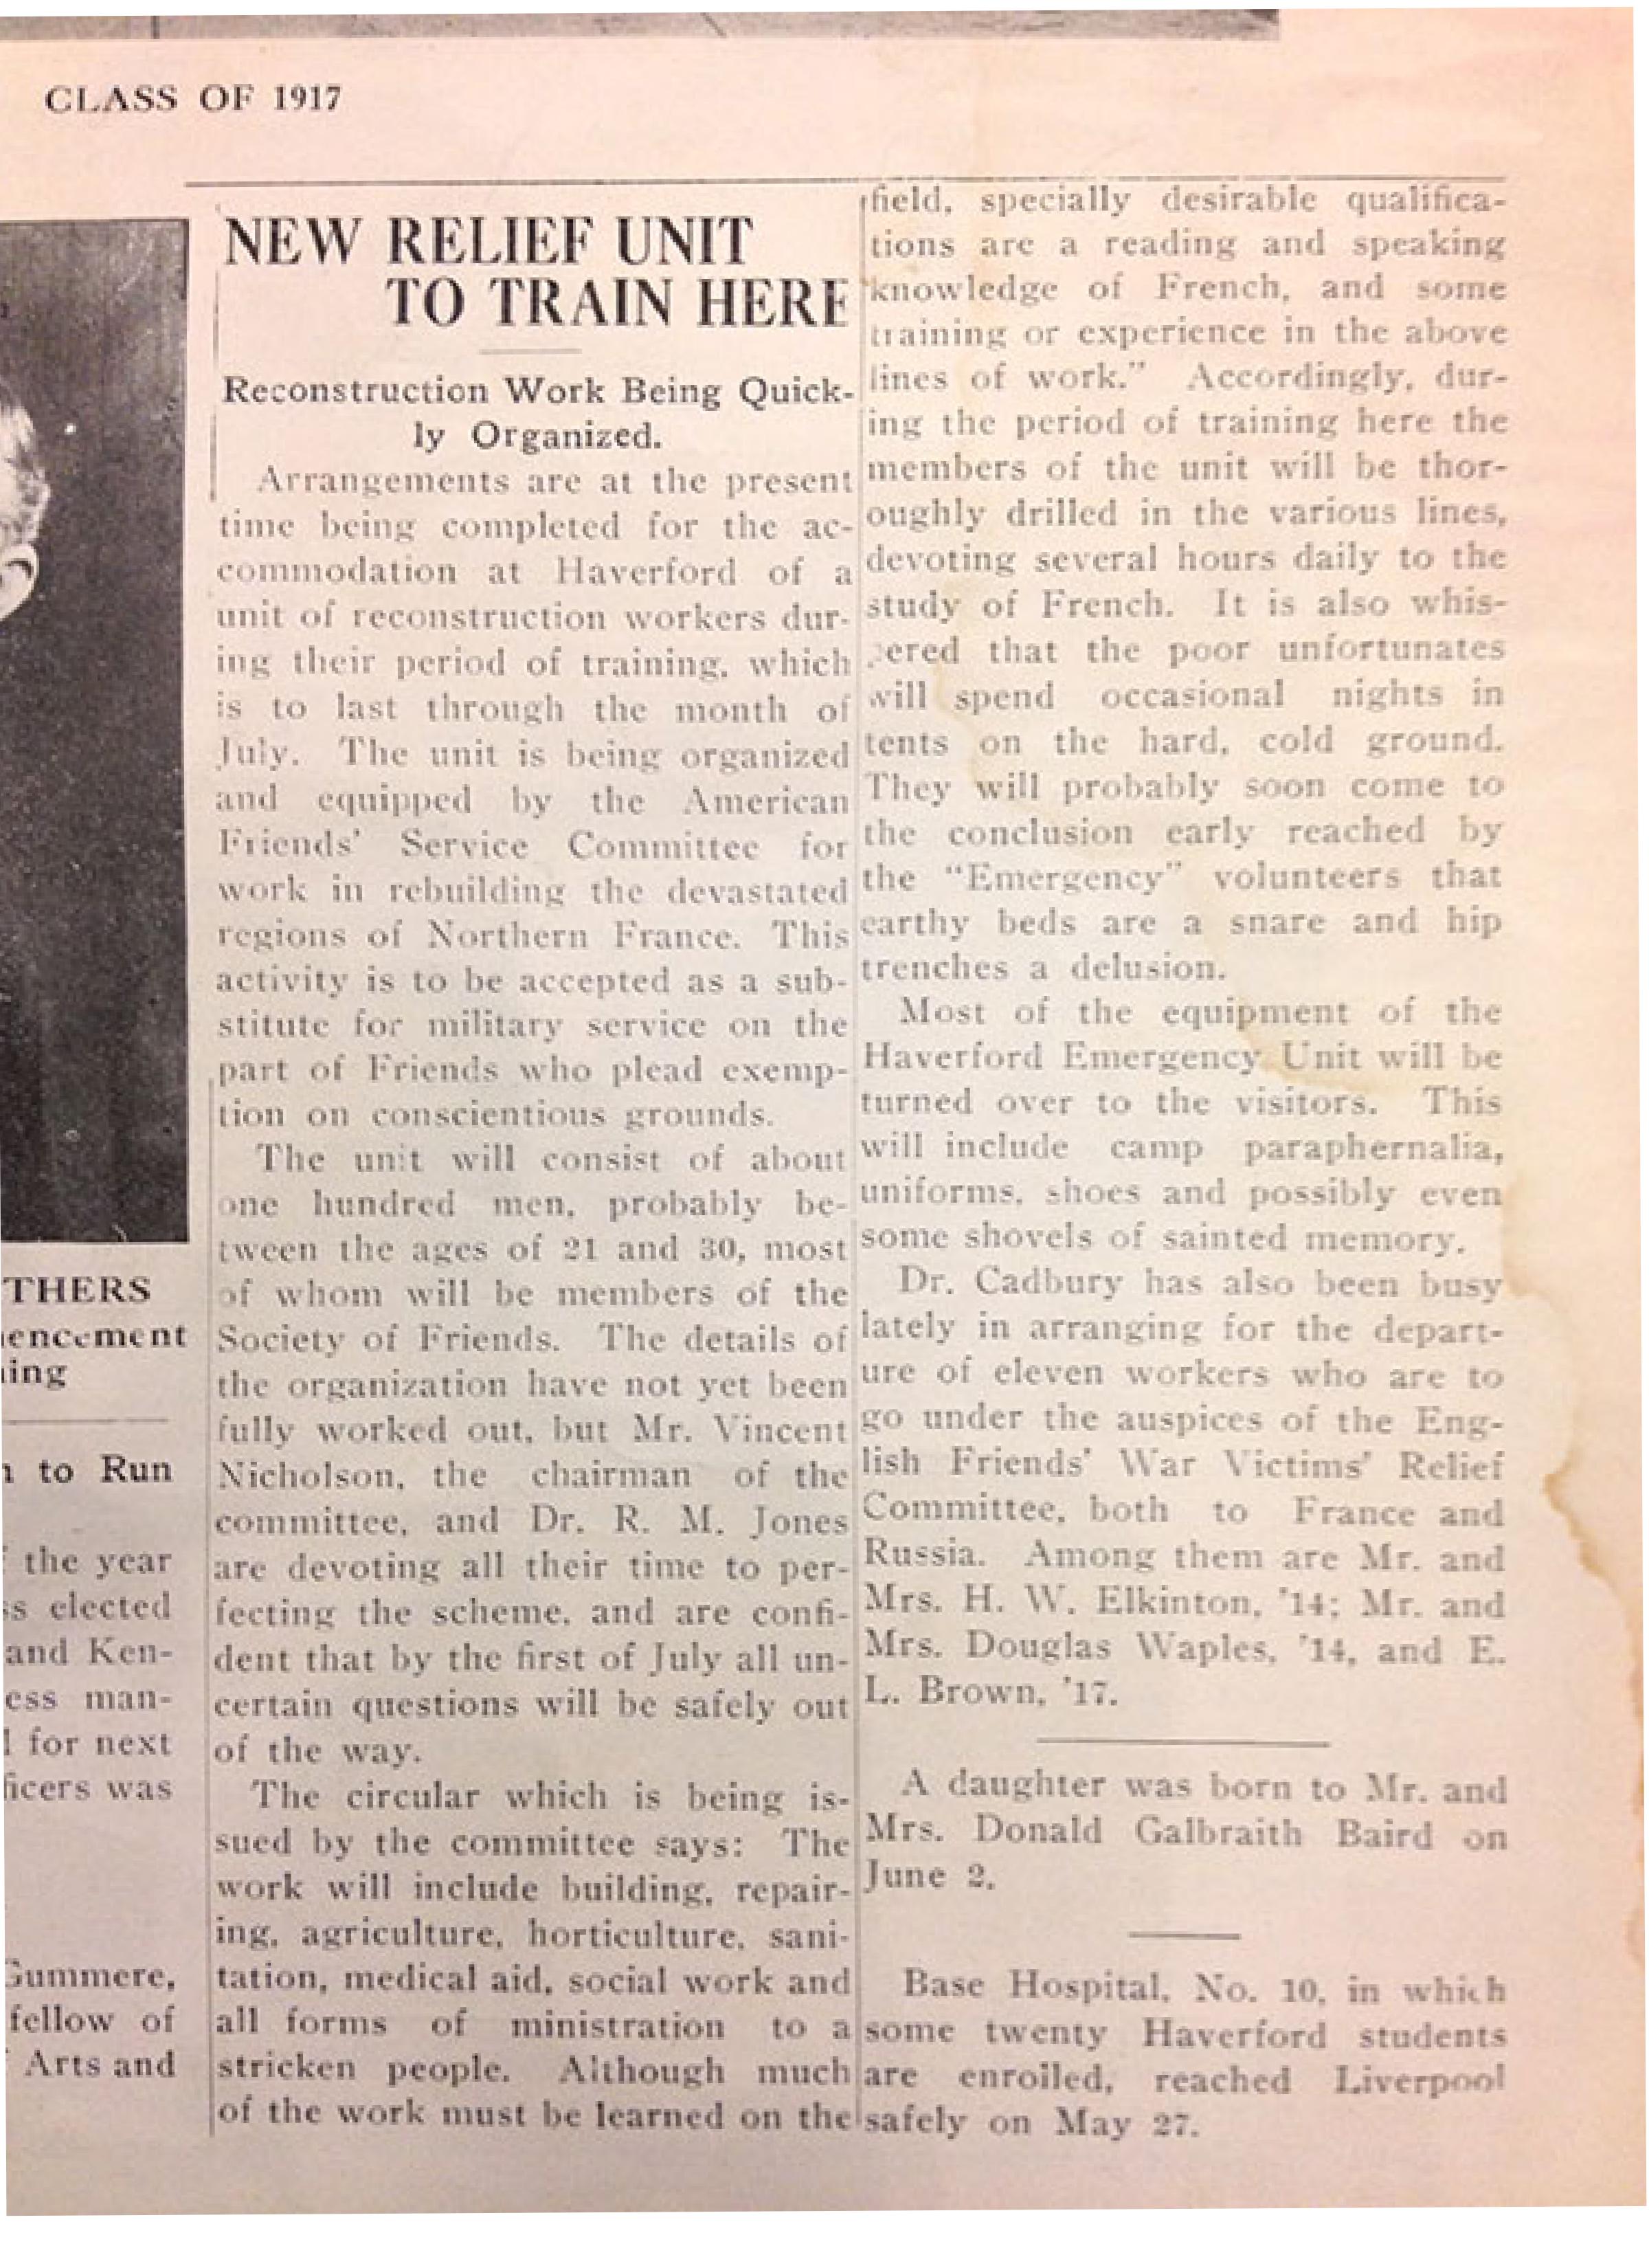 CLASS OF 1917
THERS
encement
ing
to Run
the year
elected
and Ken-
ess man-
for next
ficers was
Gummere,
fellow of
Arts and
NEW RELIEF UNIT
TO TRAIN HERE
Reconstruction Work Being Quick-
ly Organized.
Arrangements are at the present
time being completed for the ac-
commodation at Haverford of a
unit of reconstruction workers dur-
ing their period of training, which
is to last through the month of
July. The unit is being organized
and equipped by the American
Friends' Service Committee for
work in rebuilding the devastated
regions of Northern France. This
activity is to be accepted as a sub-
stitute for military service on the
part of Friends who plead exemp-
tion on conscientious grounds.
The unit will consist of about
one hundred men, probably be-
tween the ages of 21 and 30, most
of whom will be members of the
Society of Friends. The details of
the organization have not yet been
fully worked out, but Mr. Vincent
Nicholson, the chairman of the
committee, and Dr. R. M. Jones
are devoting all their time to per-
fecting the scheme, and are confi-
dent that by the first of July all un-
certain questions will be safely out
of the way.
The circular which is being is-
sued by the committee says: The
work will include building, repair-
ing, agriculture, horticulture, sani-
tation, medical aid, social work and
all forms of ministration to a
stricken people. Although much
of the work must be learned on the
field, specially desirable qualifica-
tions are a reading and speaking
knowledge of French, and some
training or experience in the above
lines of work." Accordingly, dur-
ing the period of training here the
members of the unit will be thor-
oughly drilled in the various lines,
devoting several hours daily to the
study of French. It is also whis-
pered that the poor unfortunates
will spend occasional nights in
tents on the hard, cold ground.
They will probably soon come to
the conclusion early reached by
the "Emergency" volunteers that
earthy beds are a snare and hip
trenches a delusion.
Most of the equipment of the
Haverford Emergency Unit will be
turned over to the visitors. This
will include camp paraphernalia,
uniforms, shoes and possibly even
some shovels of sainted memory.
Dr. Cadbury has also been busy
lately in arranging for the depart-
ure of eleven workers who are to
go under the auspices of the Eng-
lish Friends' War Victims' Relief
Committee, both to France and
Russia. Among them are Mr. and
Mrs. H. W. Elkinton, '14; Mr. and
Mrs. Douglas Waples, '14, and E.
L. Brown, '17.
A daughter was born to Mr. and
Mrs. Donald Galbraith Baird on
June 2.
Base Hospital, No. 10, in which
some twenty Haverford students
are enrolled, reached Liverpool
safely on May 27.